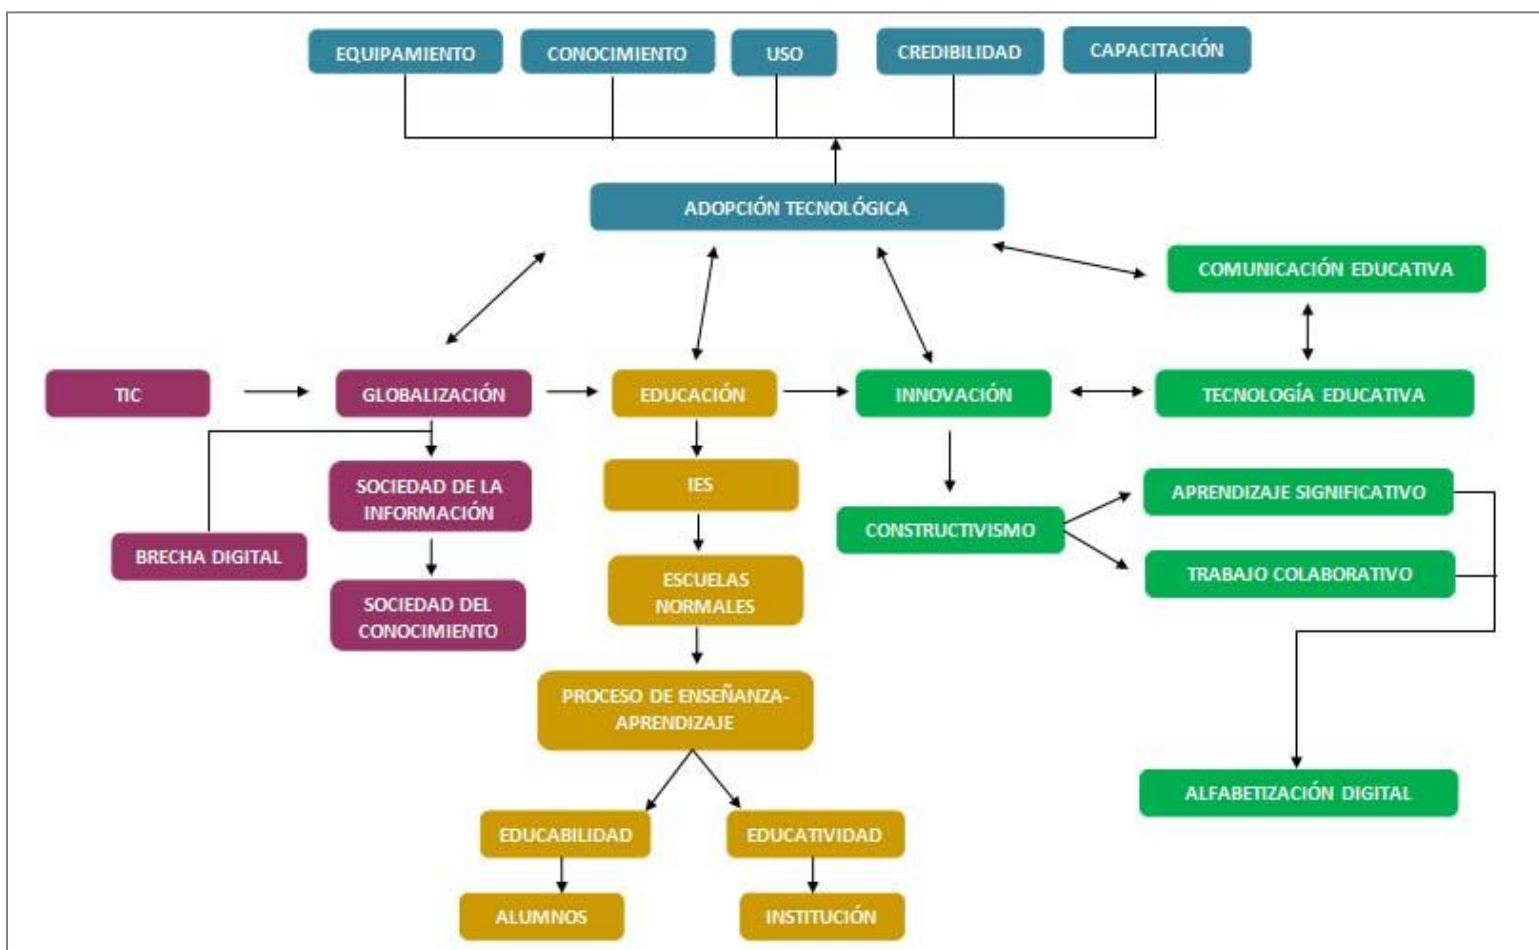 EQUIPAMIENTO
CONOCIMIENTO
USO
CREDIBILIDAD
CAPACITACIÓN
ADOPCIÓN TECNOLÓGICA
COMUNICACIÓN EDUCATIVA
TIC
GLOBALIZACIÓN
EDUCACIÓN
INNOVACIÓN
TECNOLOGÍA EDUCATIVA
SOCIEDAD DE LA
INFORMACIÓN
IES
APRENDIZAJE SIGNIFICATIVO
CONSTRUCTIVISMO
BRECHA DIGITAL
TRABAJO COLABORATIVO
ESCUELAS
NORMALES
SOCIEDAD DEL
CONOCIMIENTO
PROCESO DE ENSEÑANZA-
APRENDIZAJE
ALFABETIZACIÓN DIGITAL
EDUCABILIDAD
EDUCATIVIDAD
ALUMNOS
INSTITUCIÓN